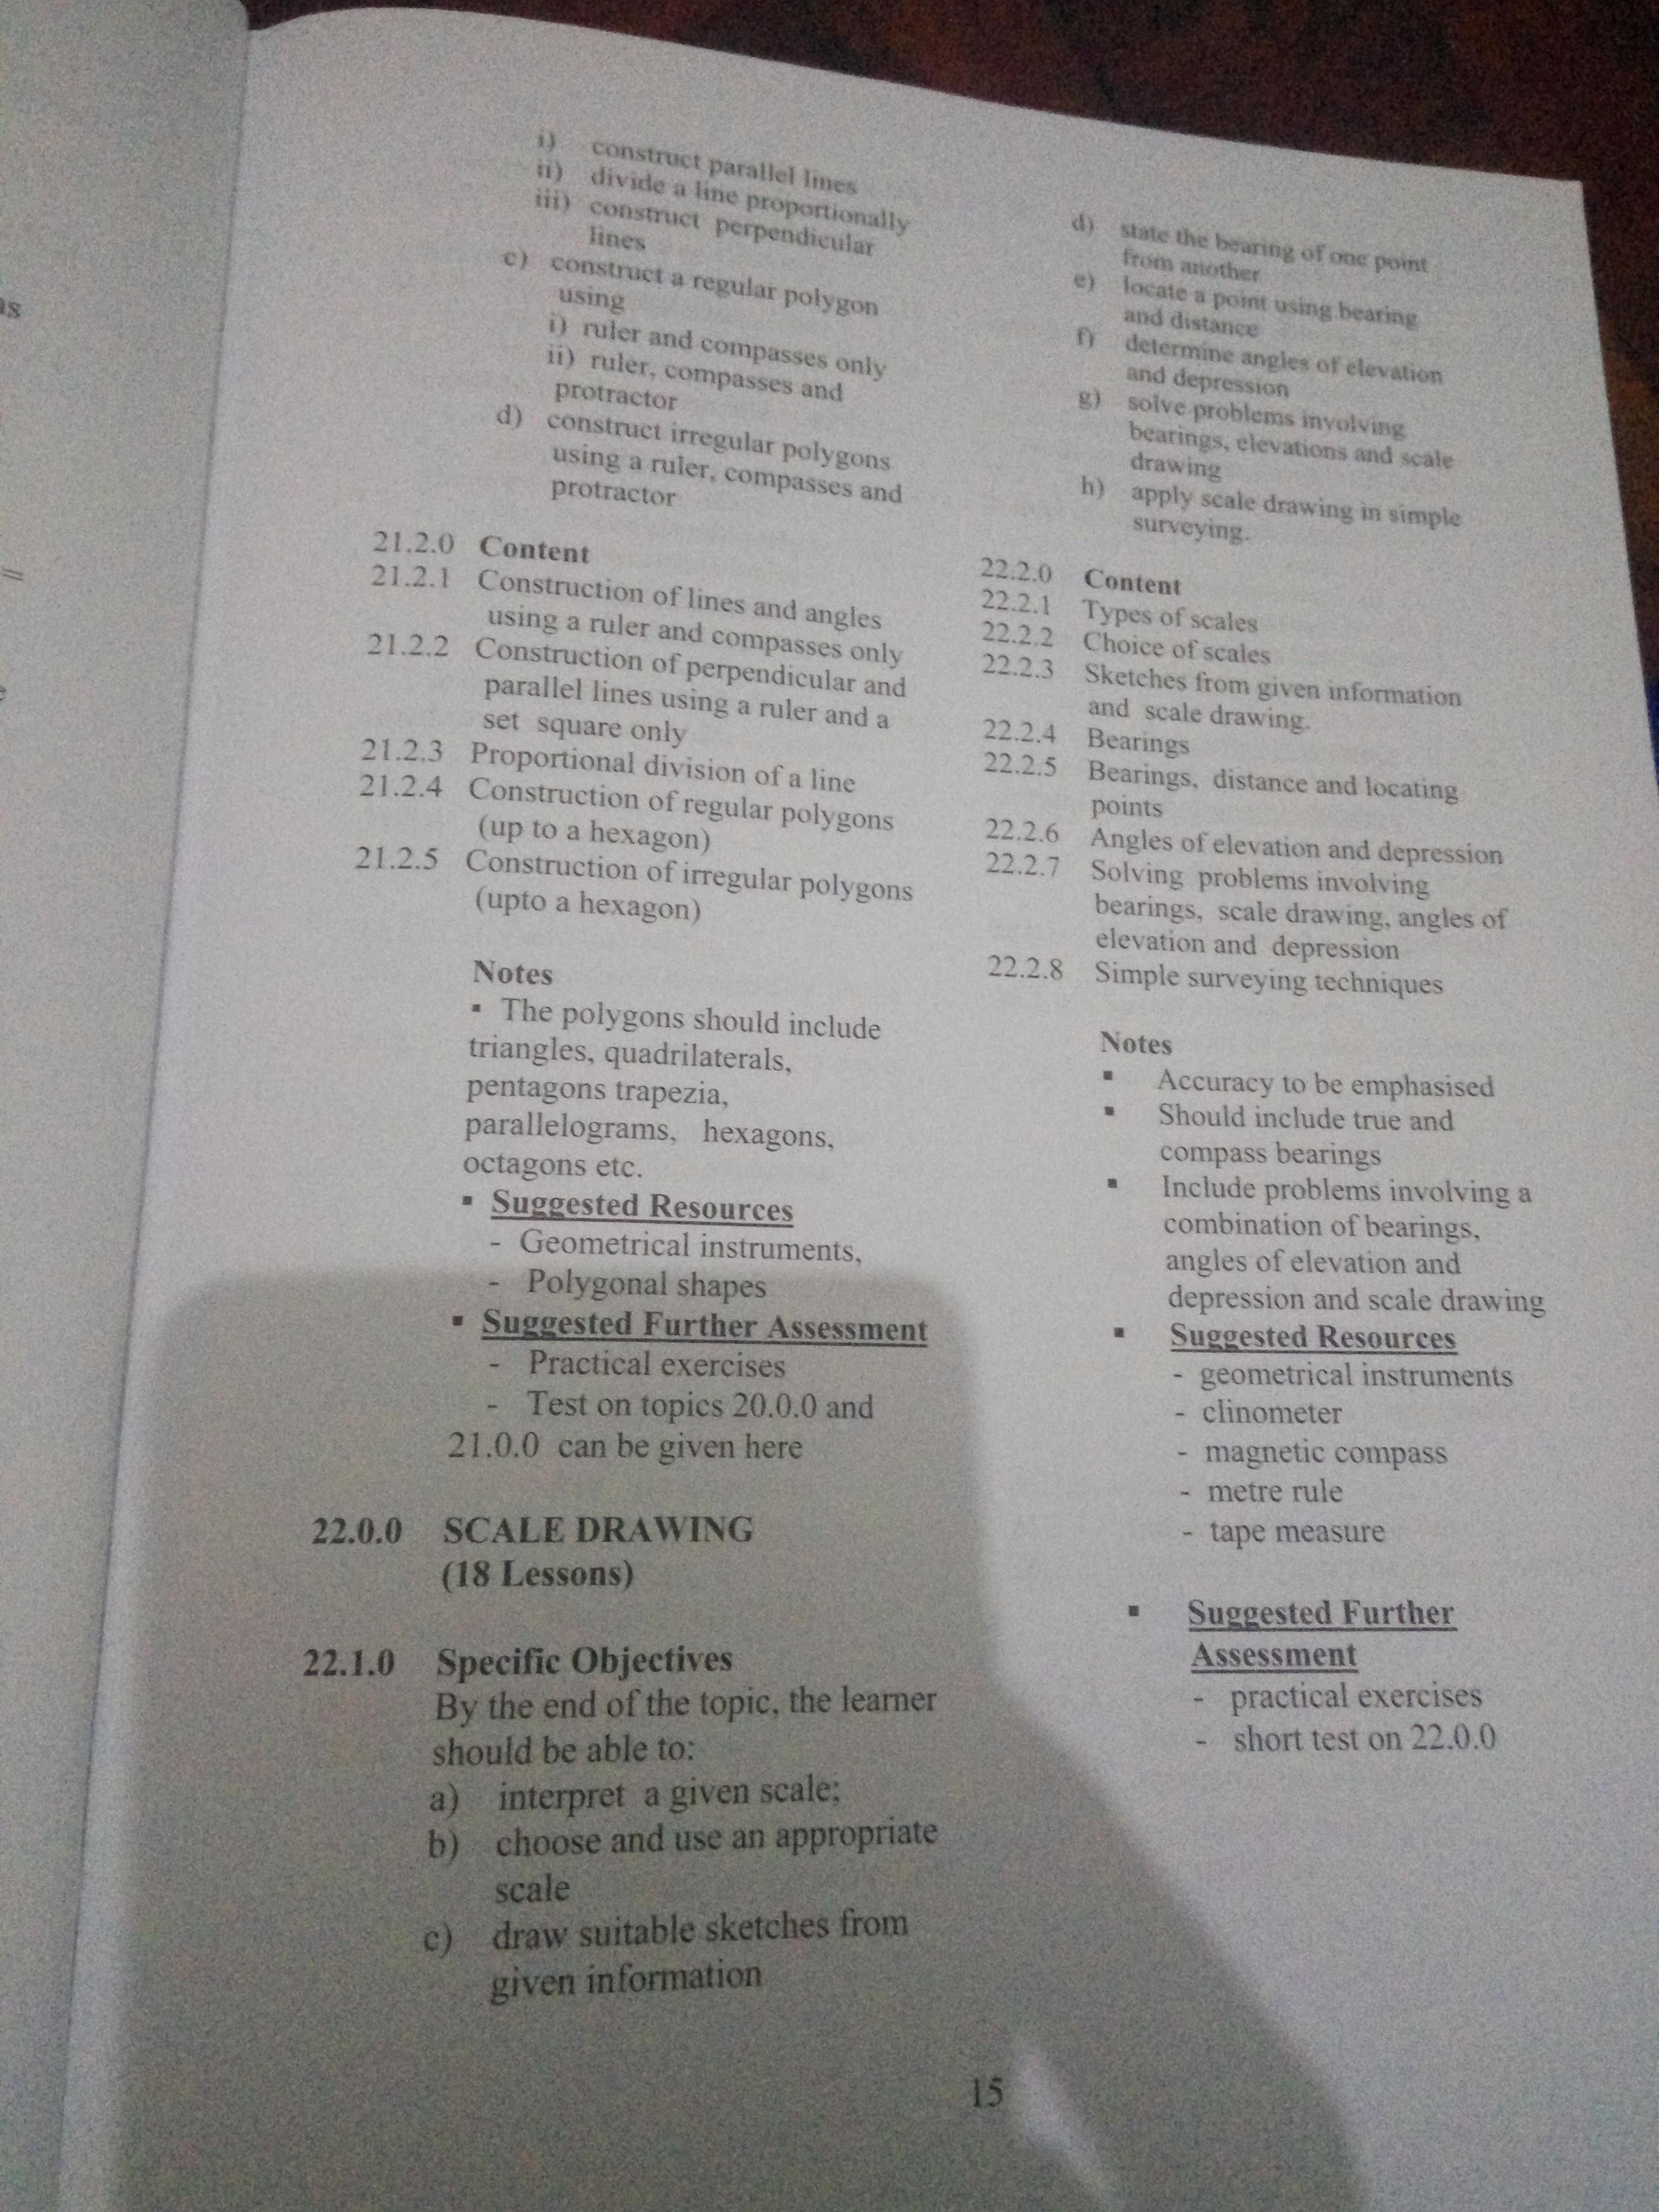 i) construct parallel lines
ii) divide a line proportionally
iii) construct perpendicular
lines
c) construct a regular polygon
using
i) ruler and compasses only
ii) ruler, compasses and
protractor
d) construct irregular polygons
using a ruler, compasses and
protractor
21.2.0 Content
21.2.1 Construction of lines and angles
using a ruler and compasses only
21.2.2 Construction of perpendicular and
parallel lines using a ruler and a
set square only
21.2.3 Proportional division of a line
21.2.4 Construction of regular polygons
(up to a hexagon)
21.2.5 Construction of irregular polygons
(upto a hexagon)
Notes
▪ The polygons should include
triangles, quadrilaterals,
pentagons trapezia,
parallelograms, hexagons,
octagons etc.
▪ Suggested Resources
- Geometrical instruments,
- Polygonal shapes
▪ Suggested Further Assessment
- Practical exercises
- Test on topics 20.0.0 and
21.0.0 can be given here
22.0.0 SCALE DRAWING
(18 Lessons)
22.1.0 Specific Objectives
By the end of the topic, the learner
should be able to:
a) interpret a given scale;
b) choose and use an appropriate
scale
c) draw suitable sketches from
given information
d) state the bearing of one point
from another
e) locate a point using bearing
and distance
f) determine angles of elevation
and depression
g) solve problems involving
bearings, elevations and scale
drawing
h) apply scale drawing in simple
surveying.
22.2.0 Content
22.2.1 Types of scales
22.2.2 Choice of scales
22.2.3 Sketches from given information
and scale drawing.
22.2.4 Bearings
22.2.5 Bearings, distance and locating
points
22.2.6 Angles of elevation and depression
22.2.7 Solving problems involving
bearings, scale drawing, angles of
elevation and depression
22.2.8 Simple surveying techniques
Notes
▪ Accuracy to be emphasised
▪ Should include true and
compass bearings
▪ Include problems involving a
combination of bearings,
angles of elevation and
depression and scale drawing
▪ Suggested Resources
- geometrical instruments
- clinometer
- magnetic compass
- metre rule
- tape measure
▪ Suggested Further
Assessment
- practical exercises
- short test on 22.0.0
15